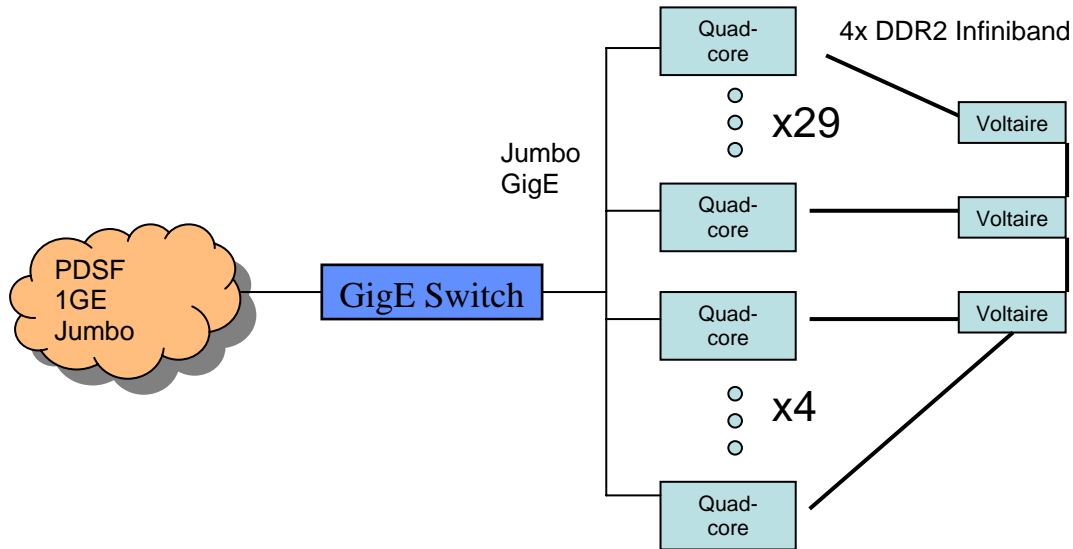 Quad-
core
4x DDR2 Infiniband
x29
Voltaire
Jumbo
GigE
Quad-
core
Voltaire
PDSF
1GE
Jumbo
GigE Switch
Quad-
core
Voltaire
x4
Quad-
core